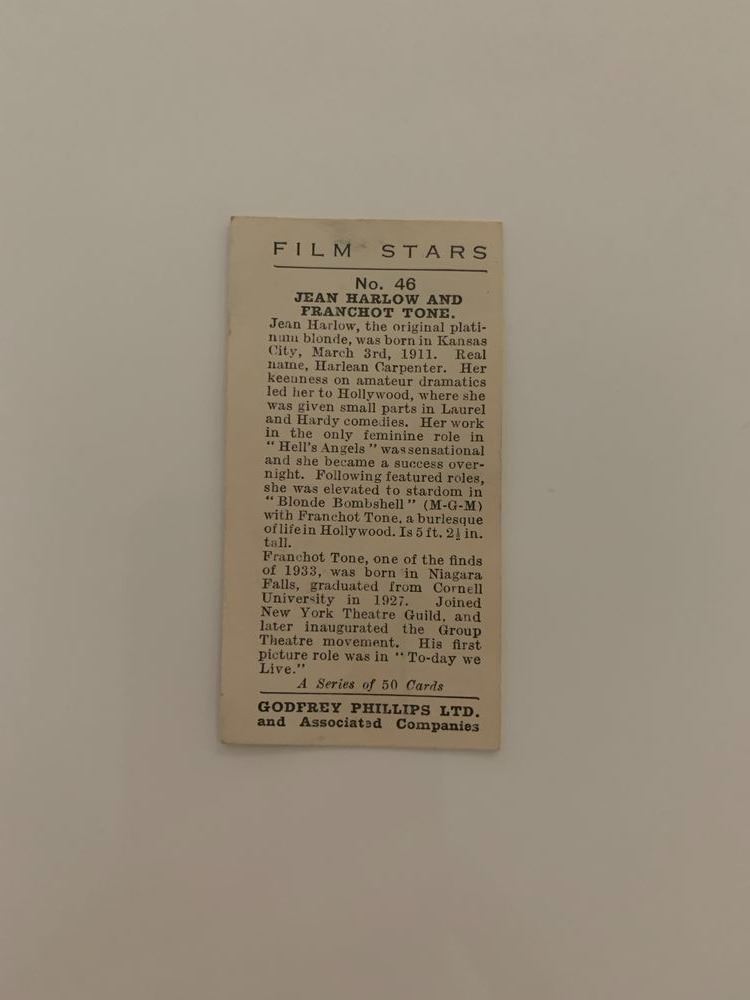 FILM STARS
No. 46
JEAN HARLOW AND
FRANCHOT TONE.
Jean Harlow, the original plati-
num blonde, was born in Kansas
City, March 3rd, 1911. Real
name, Harlean Carpenter. Her
keenness on amateur dramatics
led her to Hollywood, where she
was given small parts in Laurel
and Hardy comedies. Her work
in the only feminine role in
"Hell's Angels" was sensational
and she became a success over-
night. Following featured roles,
she was elevated to stardom in
"Blonde Bombshell" (M-G-M)
with Franchot Tone, a burlesque
of life in Hollywood. Is 5 ft. 2½ in.
tall.
Franchot Tone, one of the finds
of 1933, was born in Niagara
Falls, graduated from Cornell
University in 1927. Joined
New York Theatre Guild, and
later inaugurated the Group
Theatre movement. His first
picture role was in "To-day we
Live."
A Series of 50 Cards
GODFREY PHILLIPS LTD.
and Associated Companies